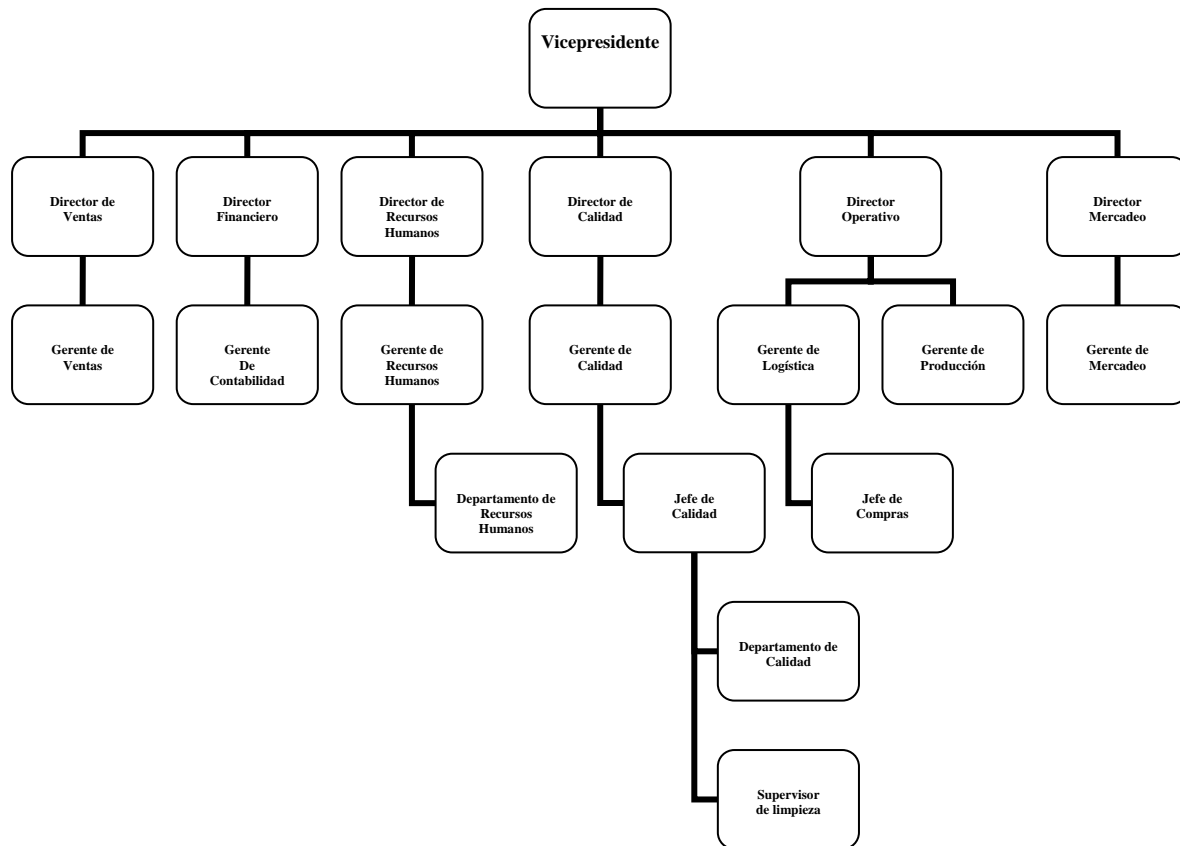 Vicepresidente
Director de
Ventas
Director
Financiero
Director de
Recursos
Humanos
Director de
Calidad
Director
Operativo
Director
Mercadeo
Gerente de
Ventas
Gerente
De
Contabilidad
Gerente de
Recursos
Humanos
Gerente de
Calidad
Gerente de
Logística
Gerente de
Producción
Gerente de
Mercadeo
Departamento de
Recursos
Humanos
Jefe de
Calidad
Jefe de
Compras
Departamento de
Calidad
Supervisor
de limpieza